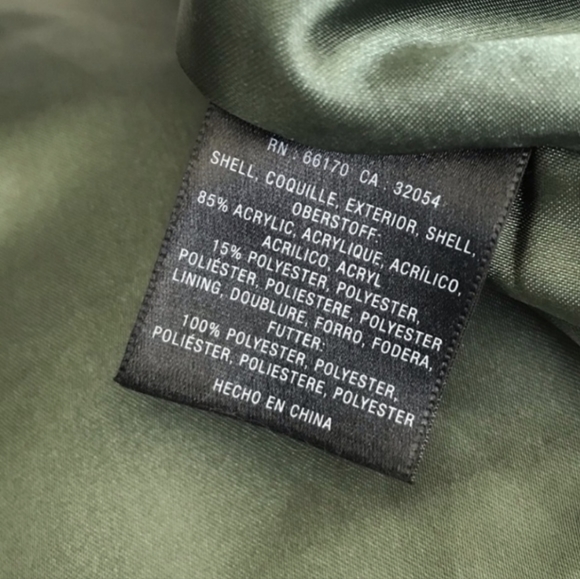 RN : 66170 CA : 32054
SHELL, COQUILLE, EXTERIOR, SHELL,
OBERSTOFF:
85% ACRYLIC, ACRYLIQUE, ACRÍLICO,
ACRILICO, ACRYL
15% POLYESTER, POLYESTER,
POLIÉSTER, POLIESTERE, POLYESTER
LINING, DOUBLURE, FORRO, FODERA,
FUTTER:
100% POLYESTER, POLYESTER,
POLIÉSTER, POLIESTERE, POLYESTER
HECHO EN CHINA